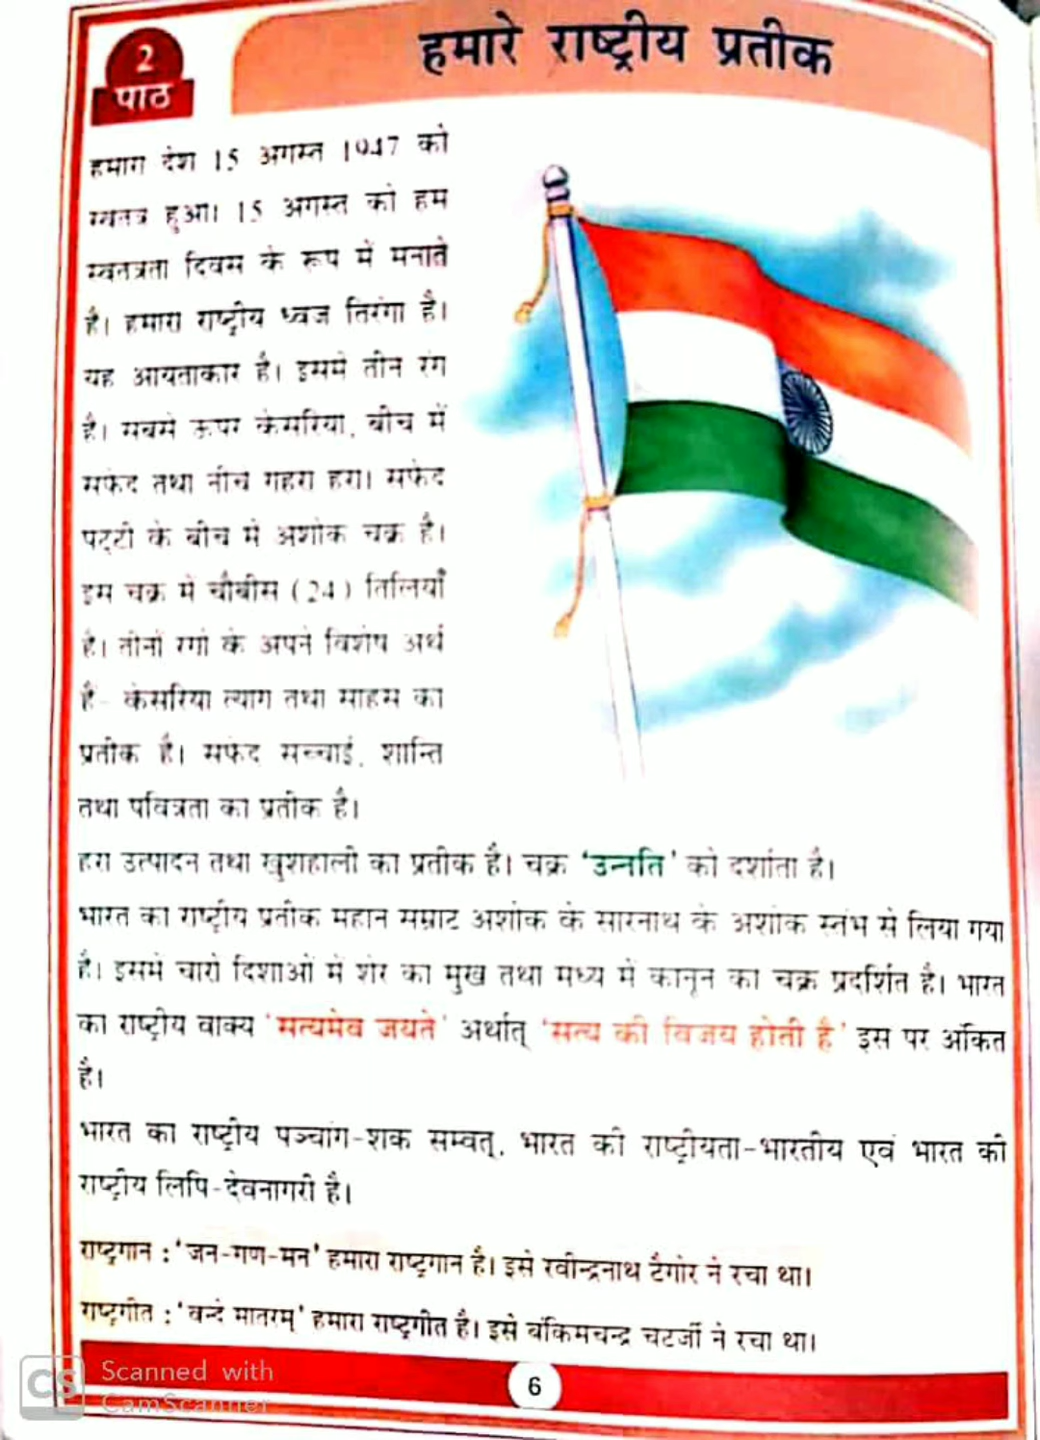 2
पाठ
हमारे राष्ट्रीय प्रतीक
हमारा देश 15 अगस्त 1947 को
स्वतंत्र हुआ। 15 अगस्त को हम
स्वतंत्रता दिवस के रूप में मनाते
हैं। हमारा राष्ट्रीय ध्वज तिरंगा है।
यह आयताकार है। इसमें तीन रंग
हैं। सबसे ऊपर केसरिया, बीच में
सफेद तथा नीचे गहरा हरा। सफेद
पट्टी के बीच में अशोक चक्र है।
इस चक्र में चौबीस (24) तिलियाँ
हैं। तीनों रंगों के अपने विशेष अर्थ
हैं- केसरिया त्याग तथा साहस का
प्रतीक है। सफेद सच्चाई, शान्ति
तथा पवित्रता का प्रतीक है।
हरा उत्पादन तथा खुशहाली का प्रतीक है। चक्र 'उन्नति' को दर्शाता है।
भारत का राष्ट्रीय प्रतीक महान सम्राट अशोक के सारनाथ के अशोक स्तंभ से लिया गया
है। इसमें चारों दिशाओं में शेर का मुख तथा मध्य में कानून का चक्र प्रदर्शित है। भारत
का राष्ट्रीय वाक्य 'सत्यमेव जयते' अर्थात् 'सत्य की विजय होती है' इस पर अंकित
है।
भारत का राष्ट्रीय पञ्चांग-शक सम्वत्, भारत की राष्ट्रीयता-भारतीय एवं भारत की
राष्ट्रीय लिपि-देवनागरी है।
राष्ट्रगान : 'जन-गण-मन' हमारा राष्ट्रगान है। इसे रवीन्द्रनाथ टैगोर ने रचा था।
राष्ट्रगीत : 'वन्दे मातरम्' हमारा राष्ट्रगीत है। इसे बंकिमचन्द्र चटर्जी ने रचा था।
6
CS
Scanned with
CamScanner